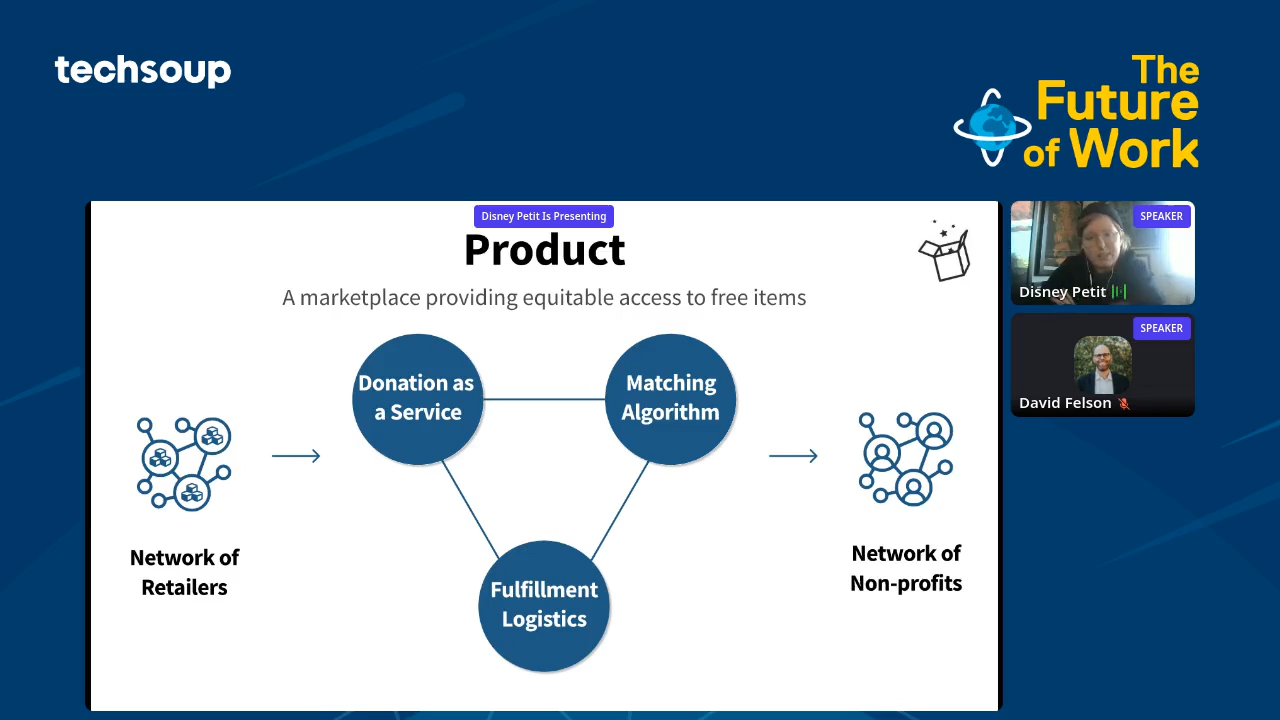 techsoup
The
Future
of Work
Disney Petit Is Presenting
Product
A marketplace providing equitable access to free items
Donation as
a Service
Matching
Algorithm
Fulfillment
Logistics
Network of
Retailers
Network of
Non-profits
SPEAKER
Disney Petit
SPEAKER
David Felson